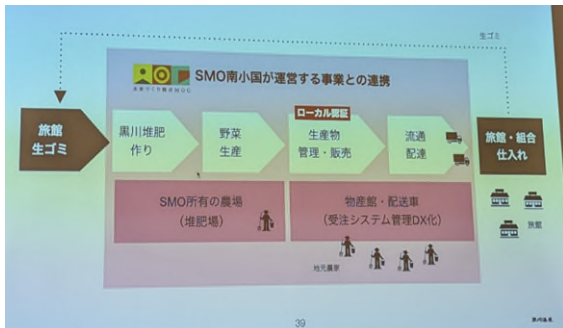 生ゴミ
SMO南小国が運営する事業との連携
旅館
生ゴミ
黒川堆肥
作り
野菜
生産
ローカル認証
生産物
管理・販売
流通
配達
旅館・組合
仕入れ
SMO所有の農場
(堆肥場)
物産館・配送車
(受注システム管理DX化)
旅館
地元農家
39
黒川温泉